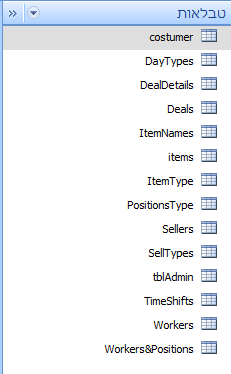 טבלאות
costumer
DayTypes
DealDetails
Deals
ItemNames
items
ItemType
PositionsType
Sellers
SellTypes
tblAdmin
TimeShifts
Workers
Workers&Positions